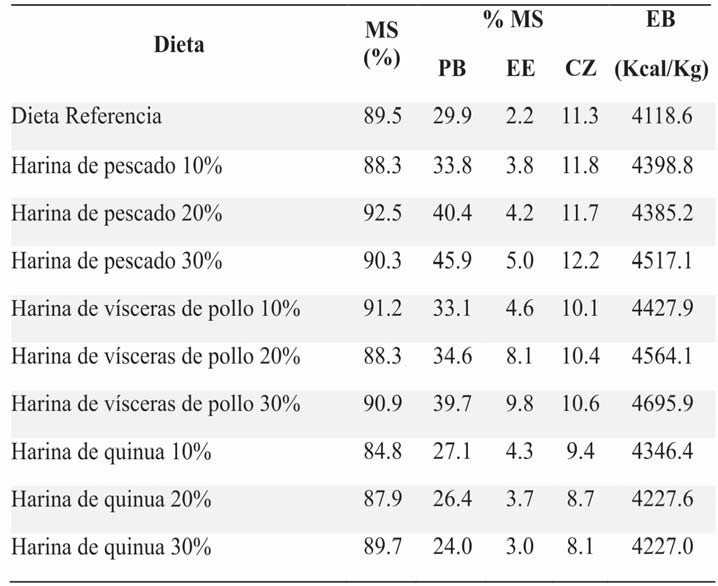 Dieta MS (%) % MS EB (Kcal/Kg)
PB EE CZ
Dieta Referencia 89.5 29.9 2.2 11.3 4118.6
Harina de pescado 10% 88.3 33.8 3.8 11.8 4398.8
Harina de pescado 20% 92.5 40.4 4.2 11.7 4385.2
Harina de pescado 30% 90.3 45.9 5.0 12.2 4517.1
Harina de vísceras de pollo 10% 91.2 33.1 4.6 10.1 4427.9
Harina de vísceras de pollo 20% 88.3 34.6 8.1 10.4 4564.1
Harina de vísceras de pollo 30% 90.9 39.7 9.8 10.6 4695.9
Harina de quinua 10% 84.8 27.1 4.3 9.4 4346.4
Harina de quinua 20% 87.9 26.4 3.7 8.7 4227.6
Harina de quinua 30% 89.7 24.0 3.0 8.1 4227.0